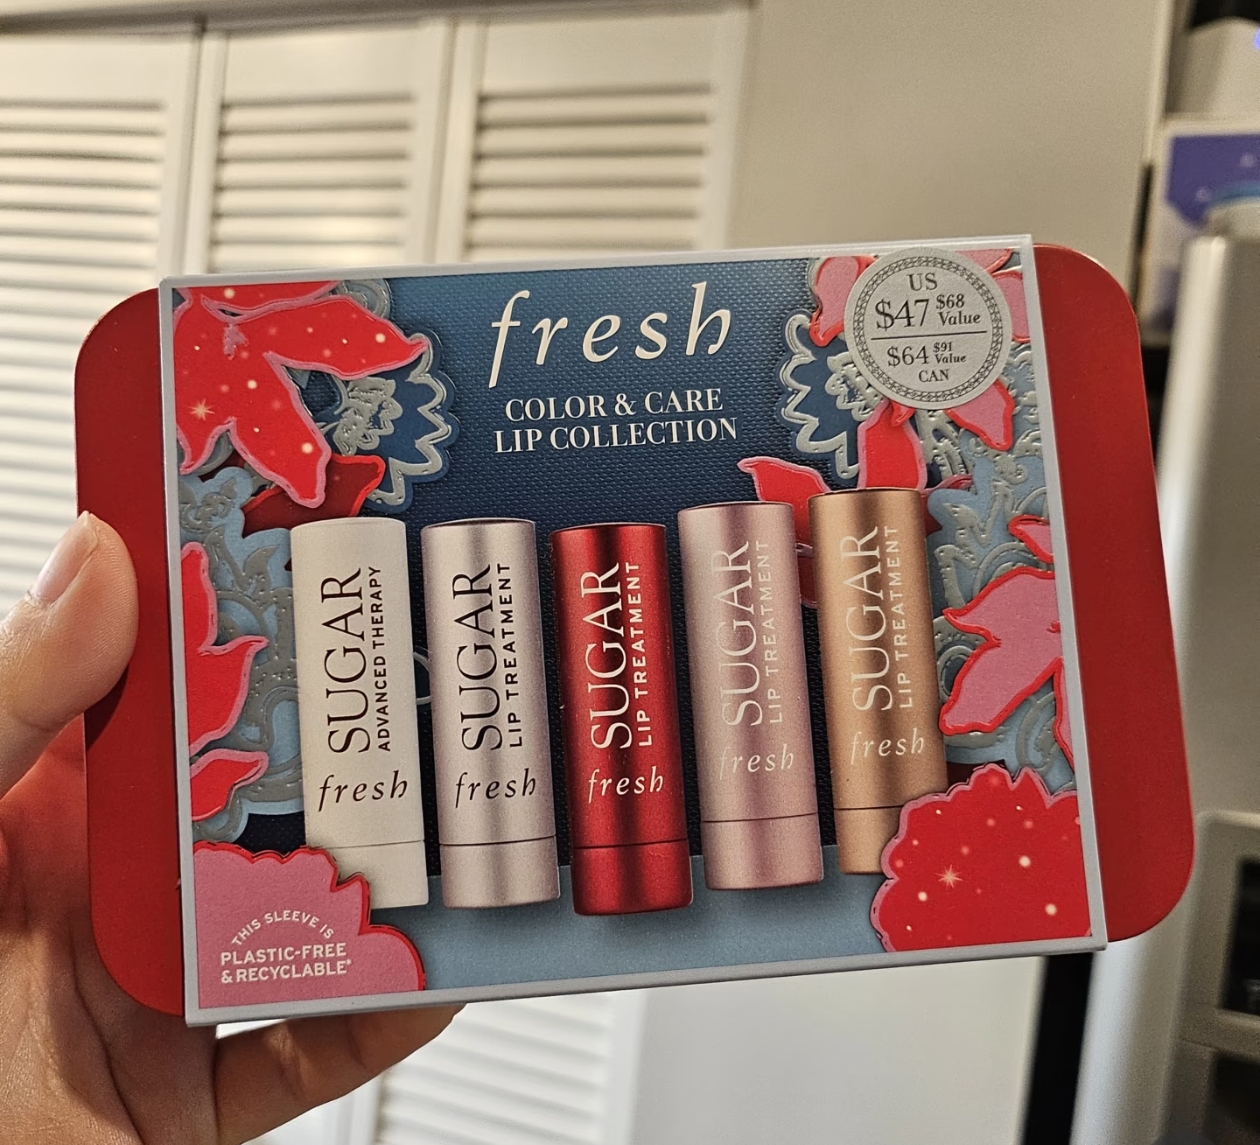 fresh
COLOR & CARE
LIP COLLECTION
US
$47 $68 Value
$64 $91 Value
CAN
SUGAR
ADVANCED THERAPY
fresh
SUGAR
LIP TREATMENT
fresh
SUGAR
LIP TREATMENT
fresh
SUGAR
LIP TREATMENT
fresh
SUGAR
LIP TREATMENT
fresh
THIS SLEEVE IS
PLASTIC-FREE
& RECYCLABLE*